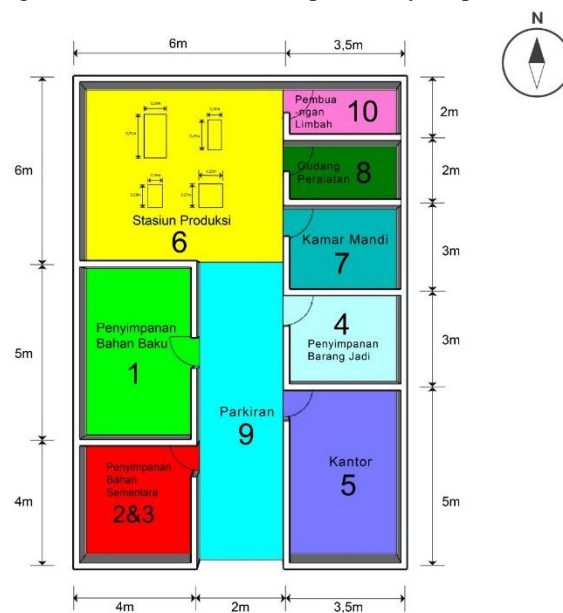 N
6m
3,5m
Pembua
-ngan
Limbah
10
2m
Gudang
Peralatan
8
2m
6m
Stasiun Produksi
6
Kamar Mandi
7
3m
Penyimpanan
Bahan Baku
1
5m
4
Penyimpanan
Barang Jadi
3m
Parkiran
9
Penyimpanan
Bahan
Sementara
2&3
4m
Kantor
5
5m
4m
2m
3,5m